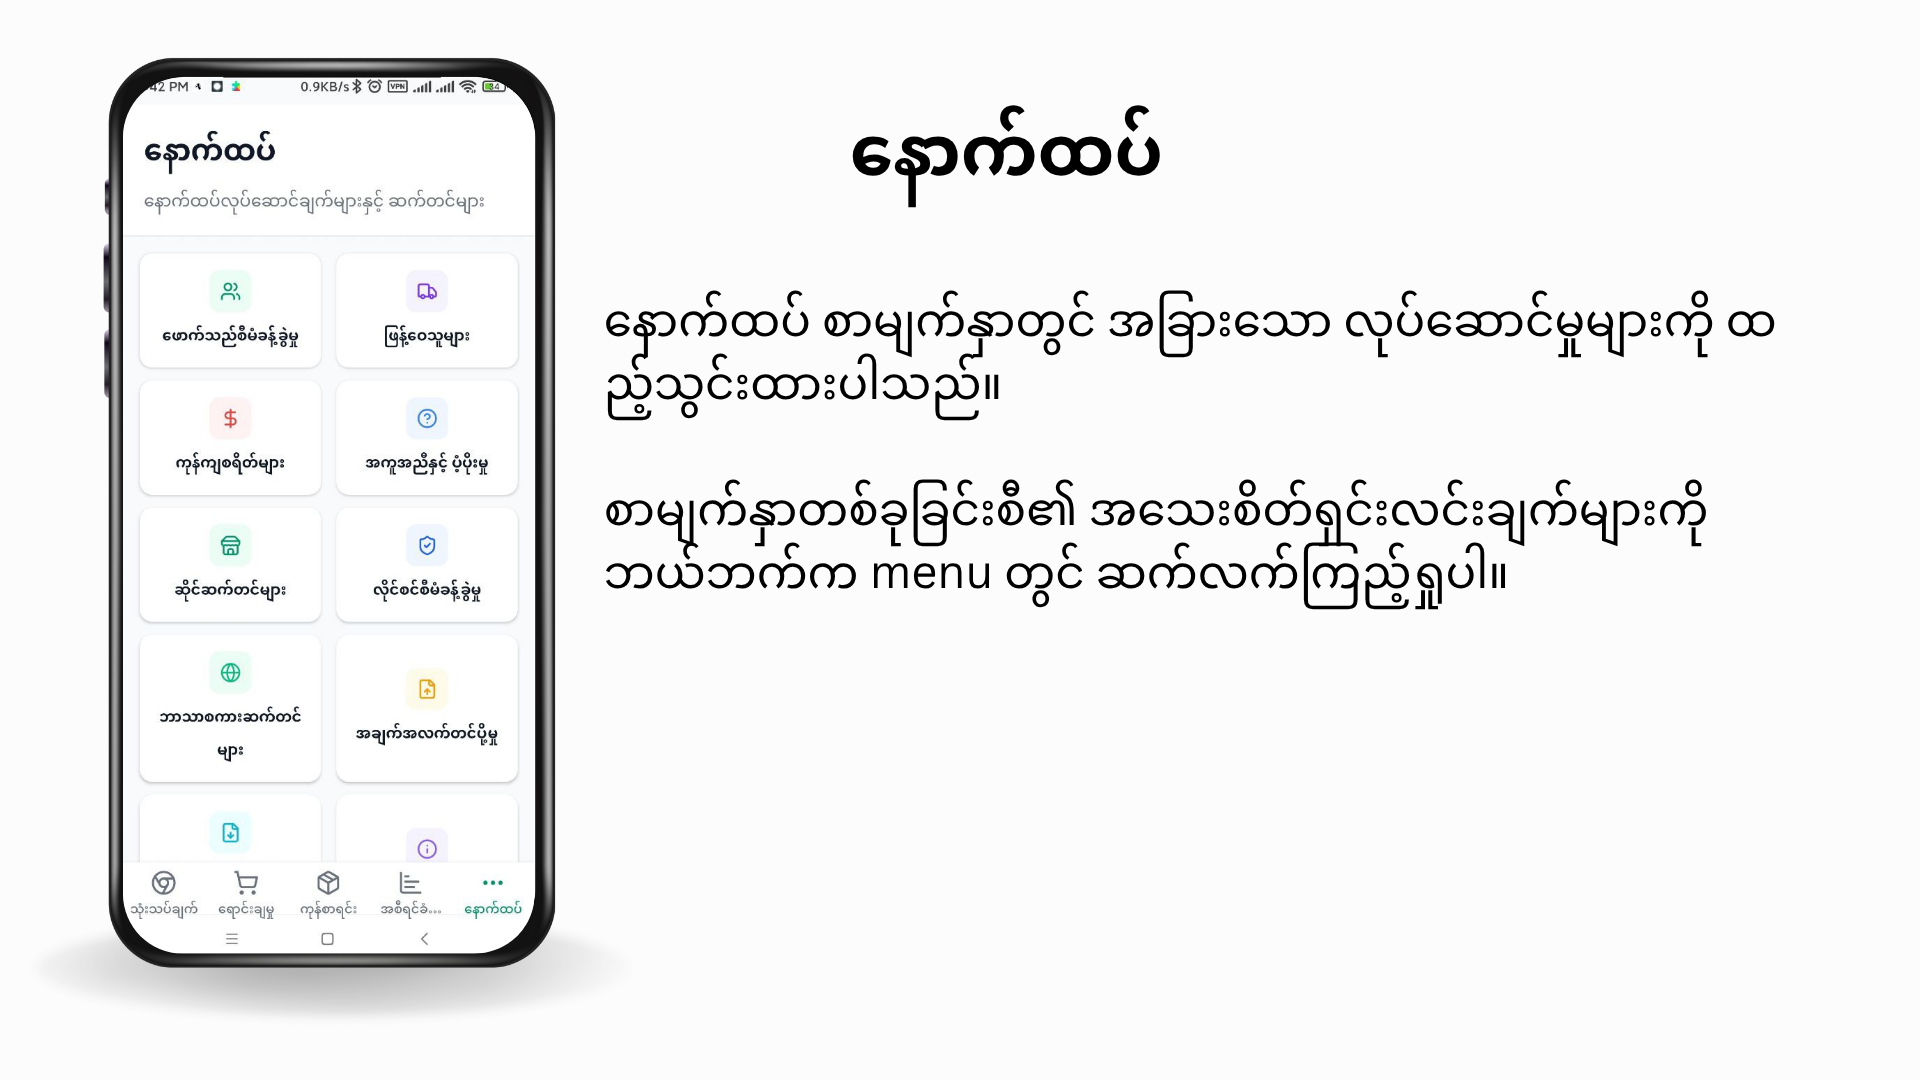 42 PM
0.9KB/s
VPN
84
နောက်ထပ်
နောက်ထပ်လုပ်ဆောင်ချက်များနှင့် ဆက်တင်များ
ဖောက်သည်စီမံခန့်ခွဲမှု
ဖြန့်ဝေသူများ
ကုန်ကျစရိတ်များ
အကူအညီနှင့် ပံ့ပိုးမှု
ဆိုင်ဆက်တင်များ
လိုင်စင်စီမံခန့်ခွဲမှု
ဘာသာစကားဆက်တင်
များ
အချက်အလက်တင်ပို့မှု
သုံးသပ်ချက်
ရောင်းချမှု
ကုန်စာရင်း
အစီရင်ခံ...
နောက်ထပ်
နောက်ထပ်
နောက်ထပ် စာမျက်နှာတွင် အခြားသော လုပ်ဆောင်မှုများကို ထ
ည့်သွင်းထားပါသည်။
စာမျက်နှာတစ်ခုခြင်းစီ၏ အသေးစိတ်ရှင်းလင်းချက်များကို
ဘယ်ဘက်က menu တွင် ဆက်လက်ကြည့်ရှုပါ။